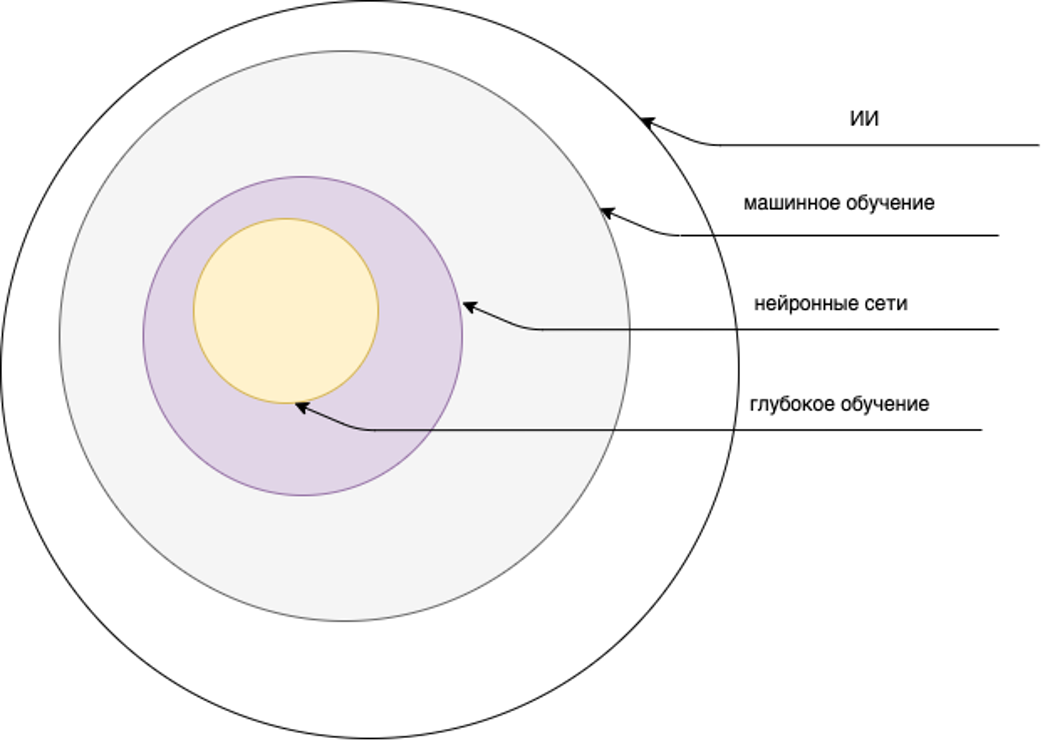 ИИ
машинное обучение
нейронные сети
глубокое обучение